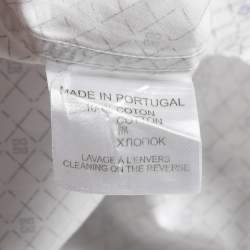 MADE IN PORTUGAL
COTON
COTTON
棉
ХЛОПОК
LAVAGE A L'ENVERS
CLEANING ON THE REVERSE